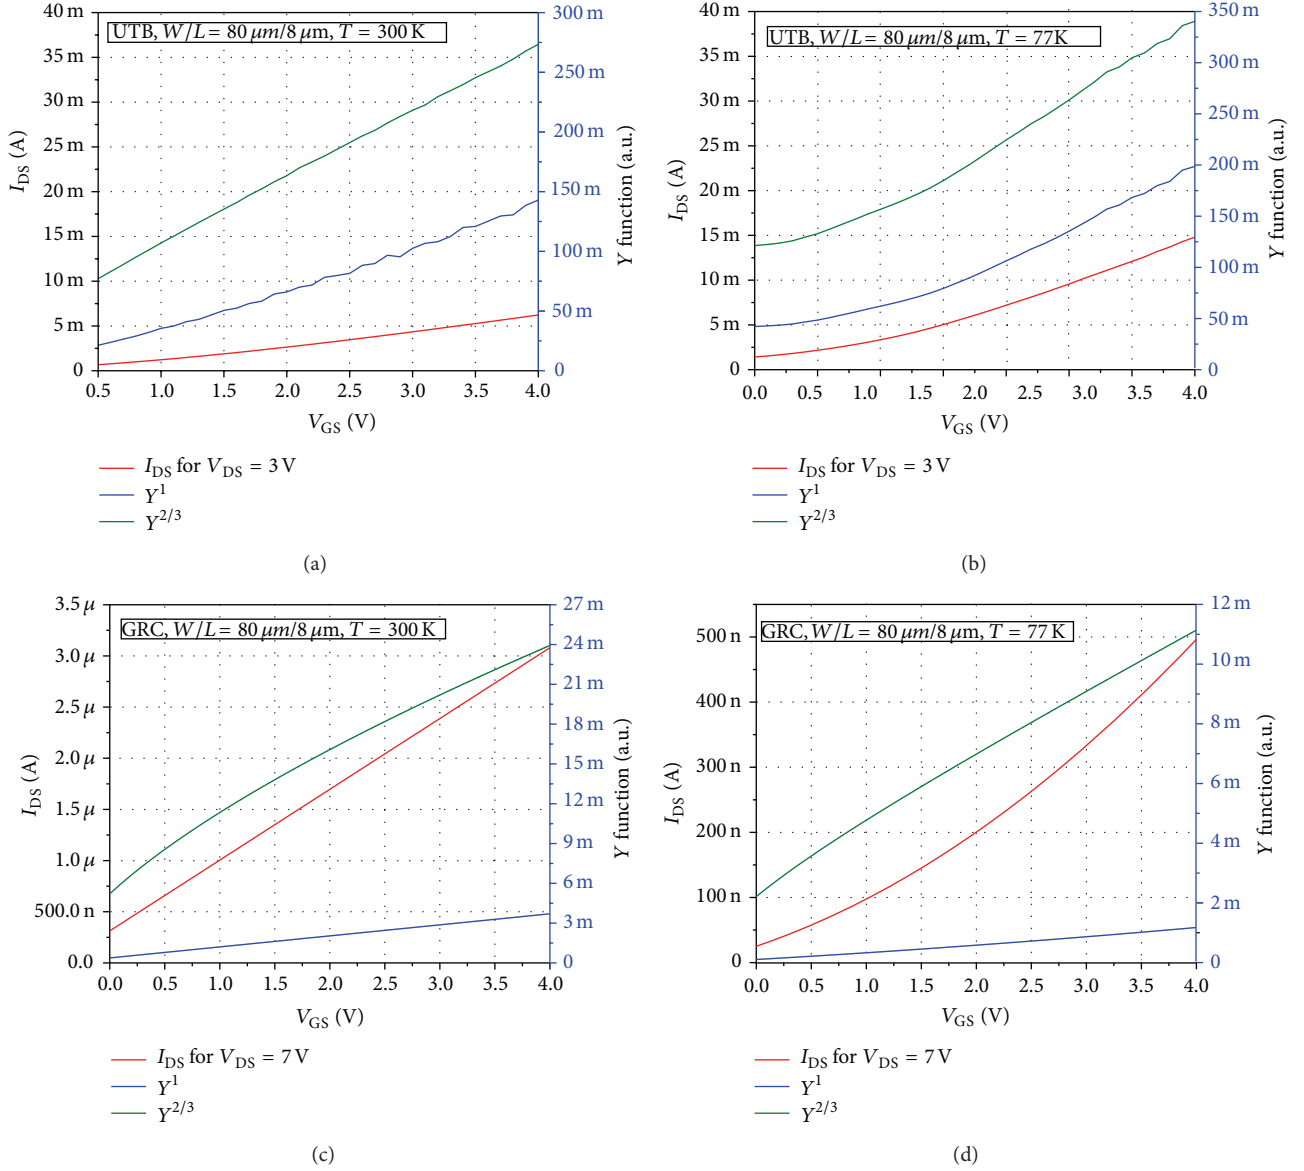 UTB, W/L = 80 μm/8 μm, T = 300 K
I_DS (A)
40 m
35 m
30 m
25 m
20 m
15 m
10 m
5 m
0
300 m
250 m
200 m
150 m
100 m
50 m
0
Y function (a.u.)
0.5 1.0 1.5 2.0 2.5 3.0 3.5 4.0
V_GS (V)
I_DS for V_DS = 3 V
Y^1
Y^2/3
(a)
UTB, W/L = 80 μm/8 μm, T = 77K
I_DS (A)
40 m
35 m
30 m
25 m
20 m
15 m
10 m
5 m
0
350 m
300 m
250 m
200 m
150 m
100 m
50 m
0
Y function (a.u.)
0.0 0.5 1.0 1.5 2.0 2.5 3.0 3.5 4.0
V_GS (V)
I_DS for V_DS = 3 V
Y^1
Y^2/3
(b)
GRC, W/L = 80 μm/8 μm, T = 300 K
I_DS (A)
3.5 μ
3.0 μ
2.5 μ
2.0 μ
1.5 μ
1.0 μ
500.0 n
0.0
27 m
24 m
21 m
18 m
15 m
12 m
9 m
6 m
3 m
0
Y function (a.u.)
0.0 0.5 1.0 1.5 2.0 2.5 3.0 3.5 4.0
V_GS (V)
I_DS for V_DS = 7 V
Y^1
Y^2/3
(c)
GRC, W/L = 80 μm/8 μm, T = 77 K
I_DS (A)
500 n
400 n
300 n
200 n
100 n
0
12 m
10 m
8 m
6 m
4 m
2 m
0
Y function (a.u.)
0.0 0.5 1.0 1.5 2.0 2.5 3.0 3.5 4.0
V_GS (V)
I_DS for V_DS = 7 V
Y^1
Y^2/3
(d)